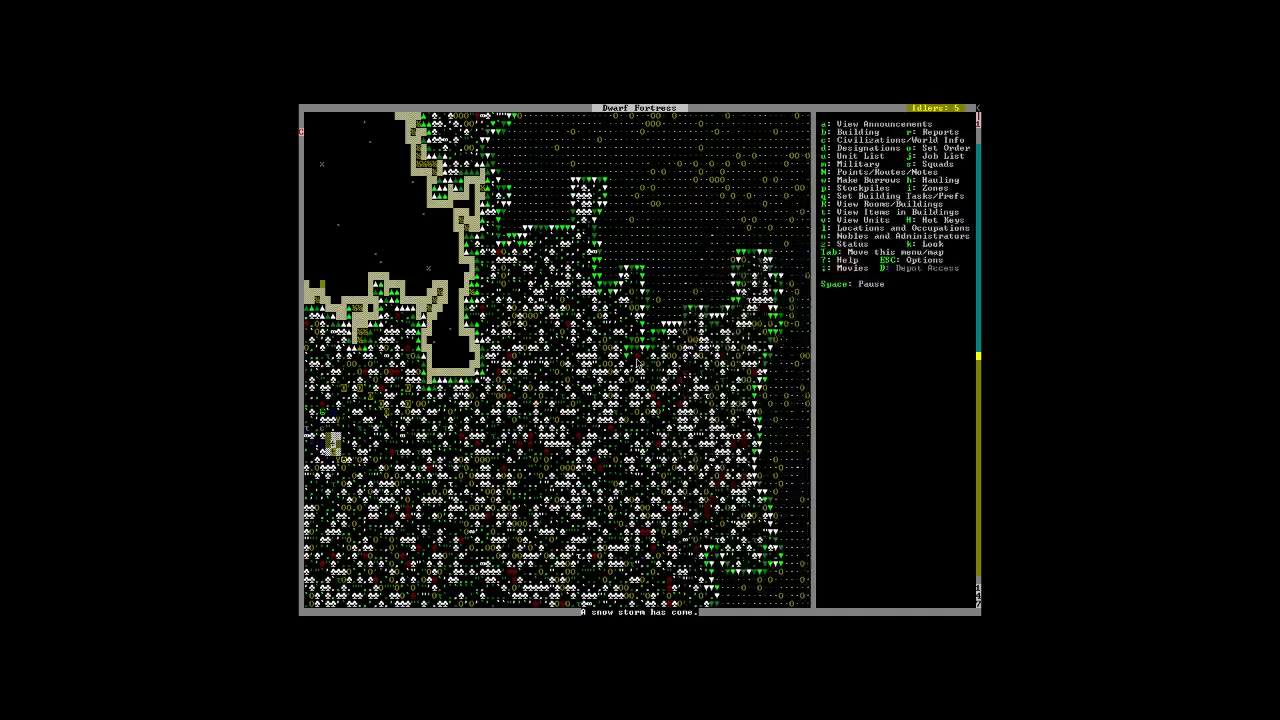 Dwarf Fortress Idlers: 5
a: View Announcements
b: Building r: Reports
c: Civilizations/World Info
d: Designations o: Set Order
u: Unit List j: Job List
m: Military s: Squads
N: Points/Routes/Notes
w: Make Burrows h: Hauling
p: Stockpiles i: Zones
q: Set Building Tasks/Prefs
R: View Rooms/Buildings
t: View Items in Buildings
v: View Units H: Hot Keys
l: Locations and Occupations
n: Nobles and Administrators
z: Status k: Look
Tab: Move this menu/map
?: Help ESC: Options
;: Movies D: Depot Access
Space: Pause
A snow storm has come.